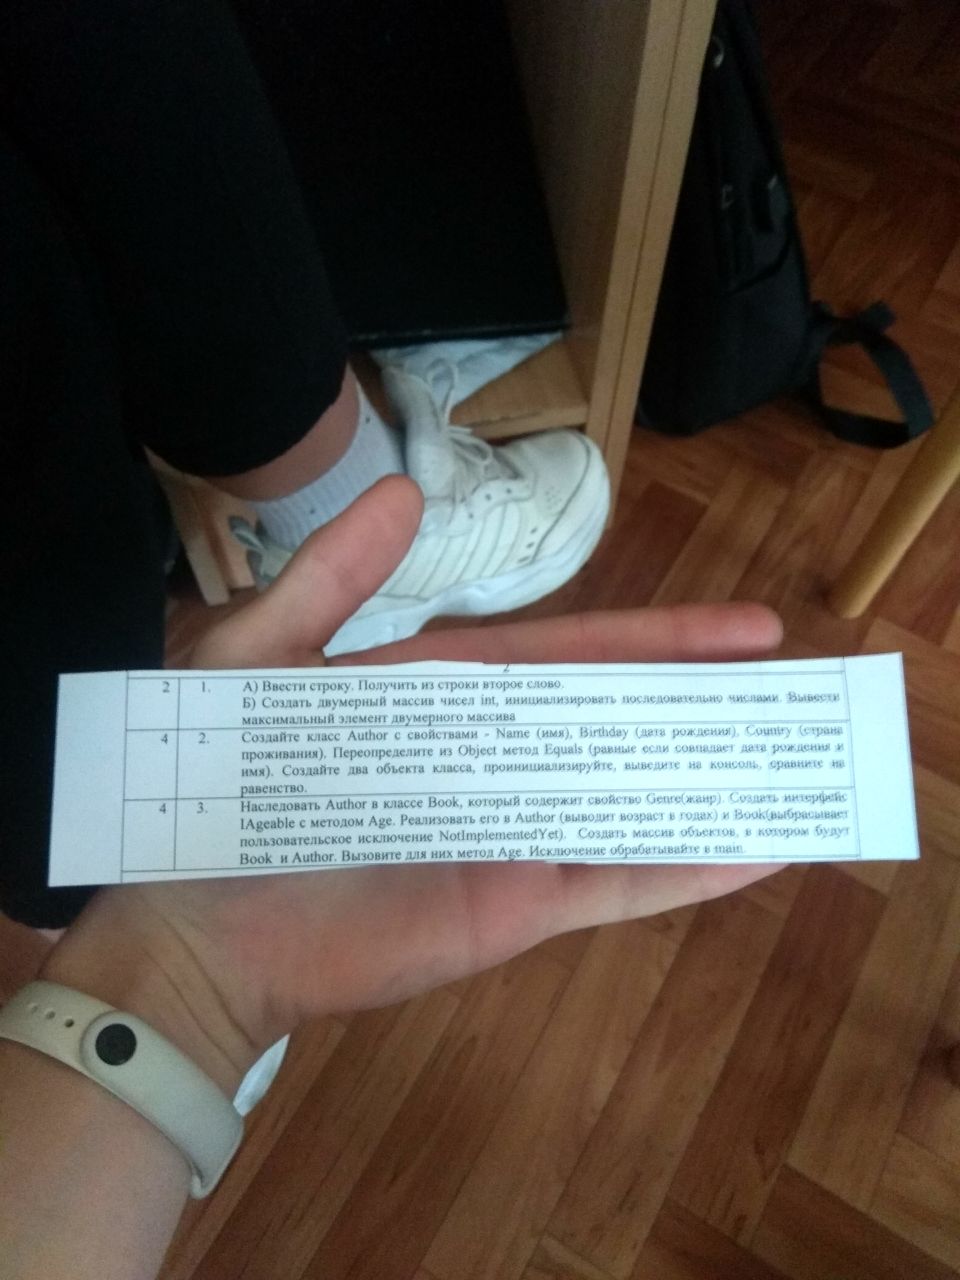 2
2 1. А) Ввести строку. Получить из строки второе слово.
Б) Создать двумерный массив чисел int, инициализировать последовательно числами. Вывести
максимальный элемент двумерного массива
4 2. Создайте класс Author с свойствами - Name (имя), Birthday (дата рождения), Country (страна
проживания). Переопределите из Object метод Equals (равные если совпадает дата рождения и
имя). Создайте два объекта класса, проинициализируйте, выведите на консоль, сравните на
равенство.
4 3. Наследовать Author в классе Book, который содержит свойство Genre(жанр). Создать интерфейс
IAgeable с методом Age. Реализовать его в Author (выводит возраст в годах) и Book(выбрасывает
пользовательское исключение NotImplementedYet). Создать массив объектов, в котором будут
Book и Author. Вызовите для них метод Age. Исключение обрабатывайте в main.